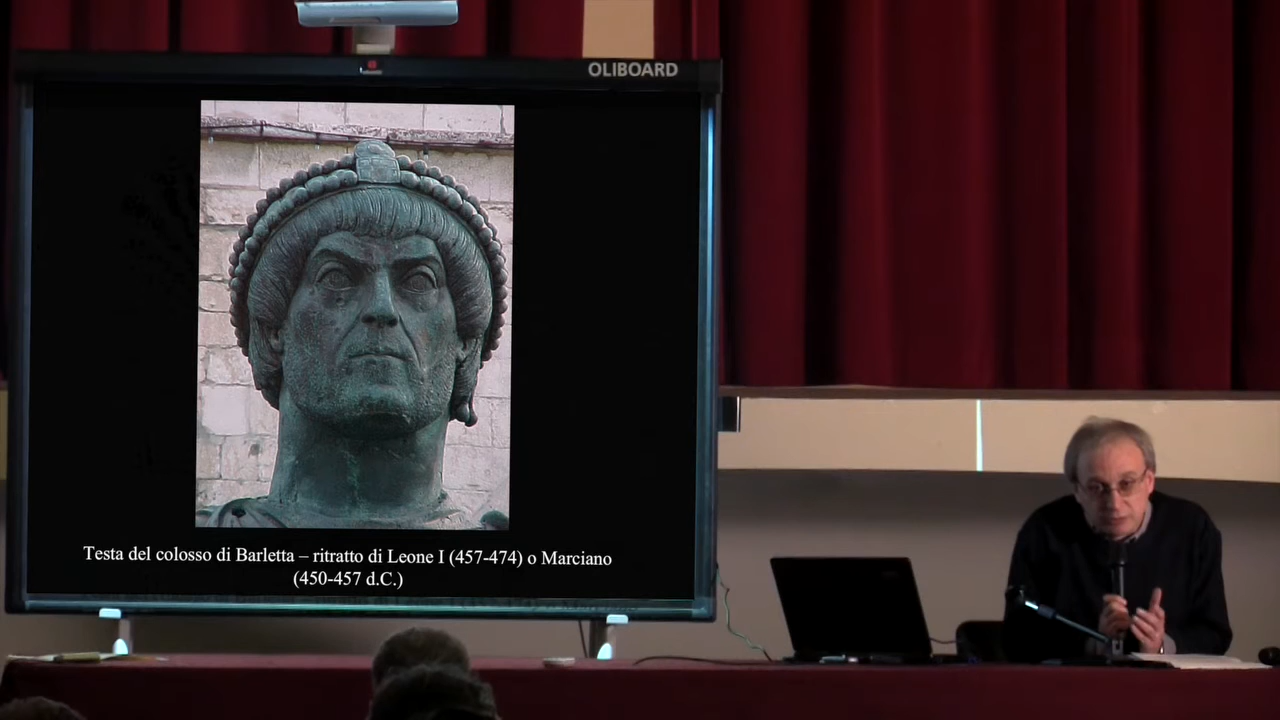 OLIBOARD
Testa del colosso di Barletta – ritratto di Leone I (457-474) o Marciano
(450-457 d.C.)